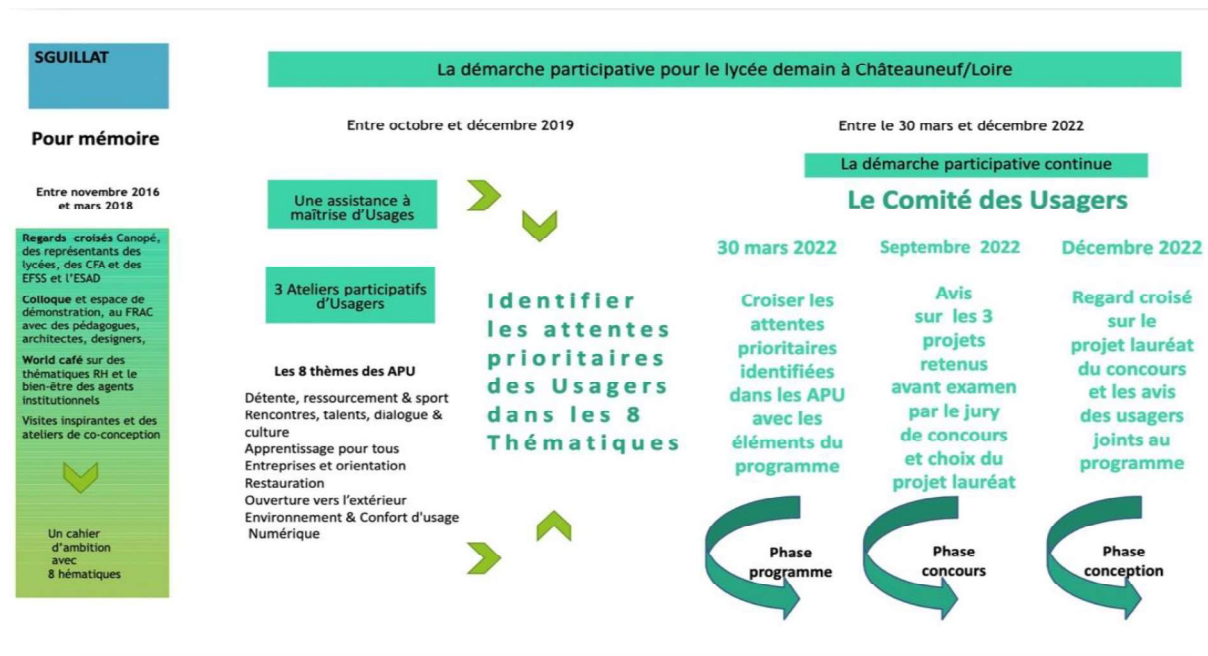 SGUILLAT
Pour mémoire
Entre novembre 2016
et mars 2018
Regards croisés Canopé,
des représentants des
lycées, des CFA et des
EFSS et l'ESAD
Colloque et espace de
démonstration, au FRAC
avec des pédagogues,
architectes, designers,
World café sur des
thématiques RH et le
bien-être des agents
institutionnels
Visites inspirantes et des
ateliers de co-conception
Un cahier
d'ambition
avec
8 hématiques
La démarche participative pour le lycée demain à Châteauneuf/Loire
Entre octobre et décembre 2019
Une assistance à
maîtrise d'Usages
3 Ateliers participatifs
d'Usagers
Les 8 thèmes des APU
Détente, ressourcement & sport
Rencontres, talents, dialogue &
culture
Apprentissage pour tous
Entreprises et orientation
Restauration
Ouverture vers l'extérieur
Environnement & Confort d'usage
Numérique
Identifier
les attentes
prioritaires
des Usagers
dans les 8
Thématiques
Entre le 30 mars et décembre 2022
La démarche participative continue
Le Comité des Usagers
30 mars 2022
Croiser les
attentes
prioritaires
identifiées
dans les APU
avec les
éléments du
programme
Phase
programme
Septembre 2022
Avis
sur les 3
projets
retenus
avant examen
par le jury
de concours
et choix du
projet lauréat
Phase
concours
Décembre 2022
Regard croisé
sur le
projet lauréat
du concours
et les avis
des usagers
joints au
programme
Phase
conception